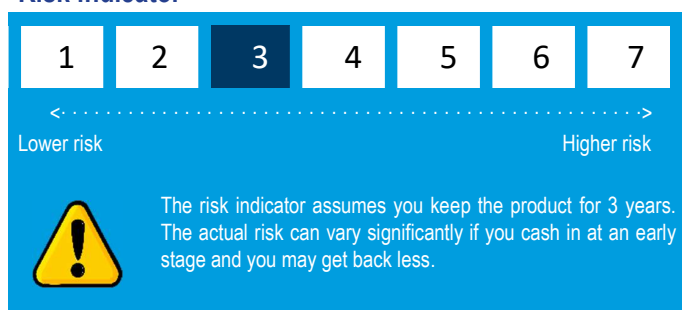 Risk Indicator
1 2 3 4 5 6 7
Lower risk Higher risk
The risk indicator assumes you keep the product for 3 years.
The actual risk can vary significantly if you cash in at an early
stage and you may get back less.